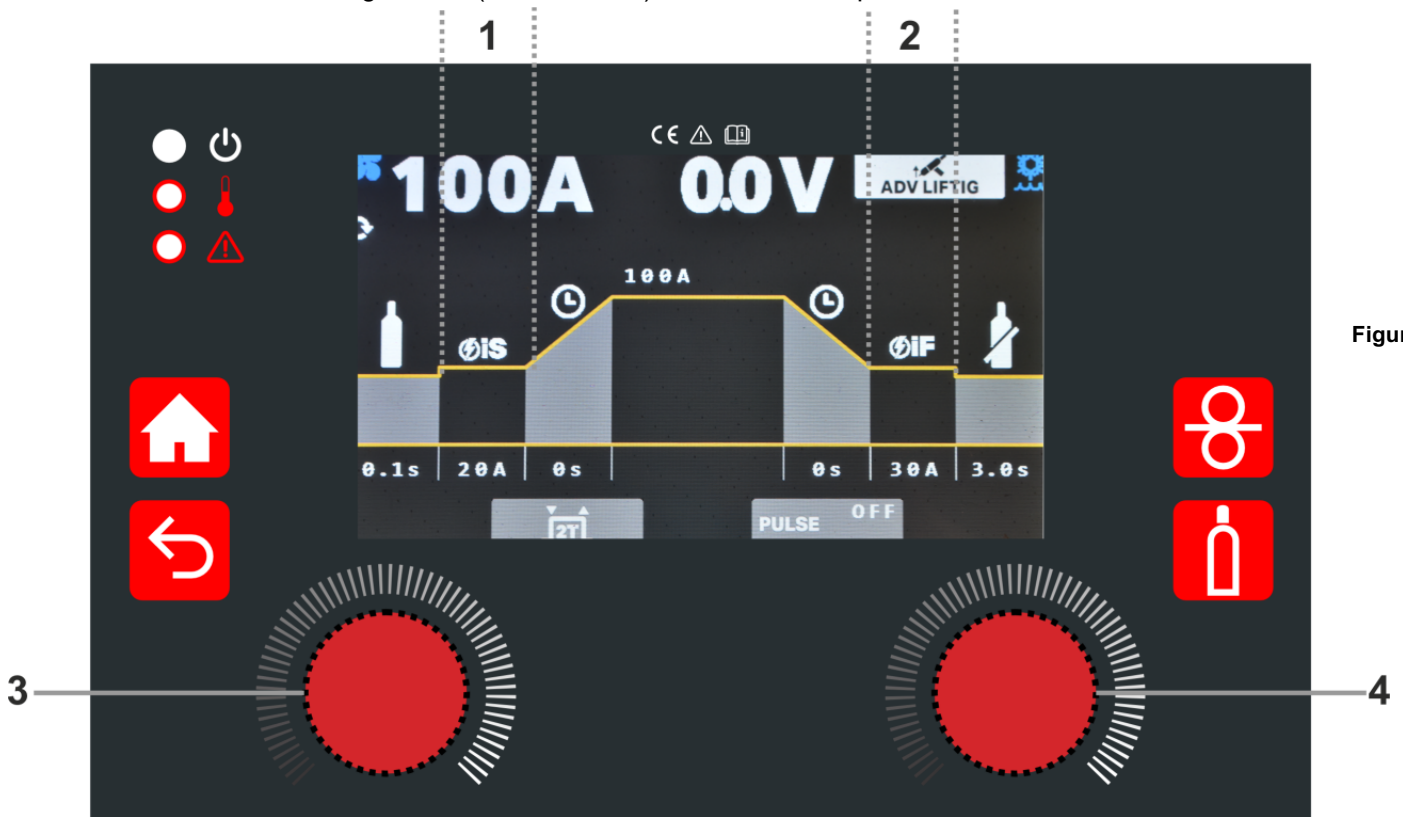 1 2
CE
100A 0.0V ADV LIFTIG
100A
iS iF
0.1s 20A 0s 0s 30A 3.0s
2T PULSE OFF
3 4